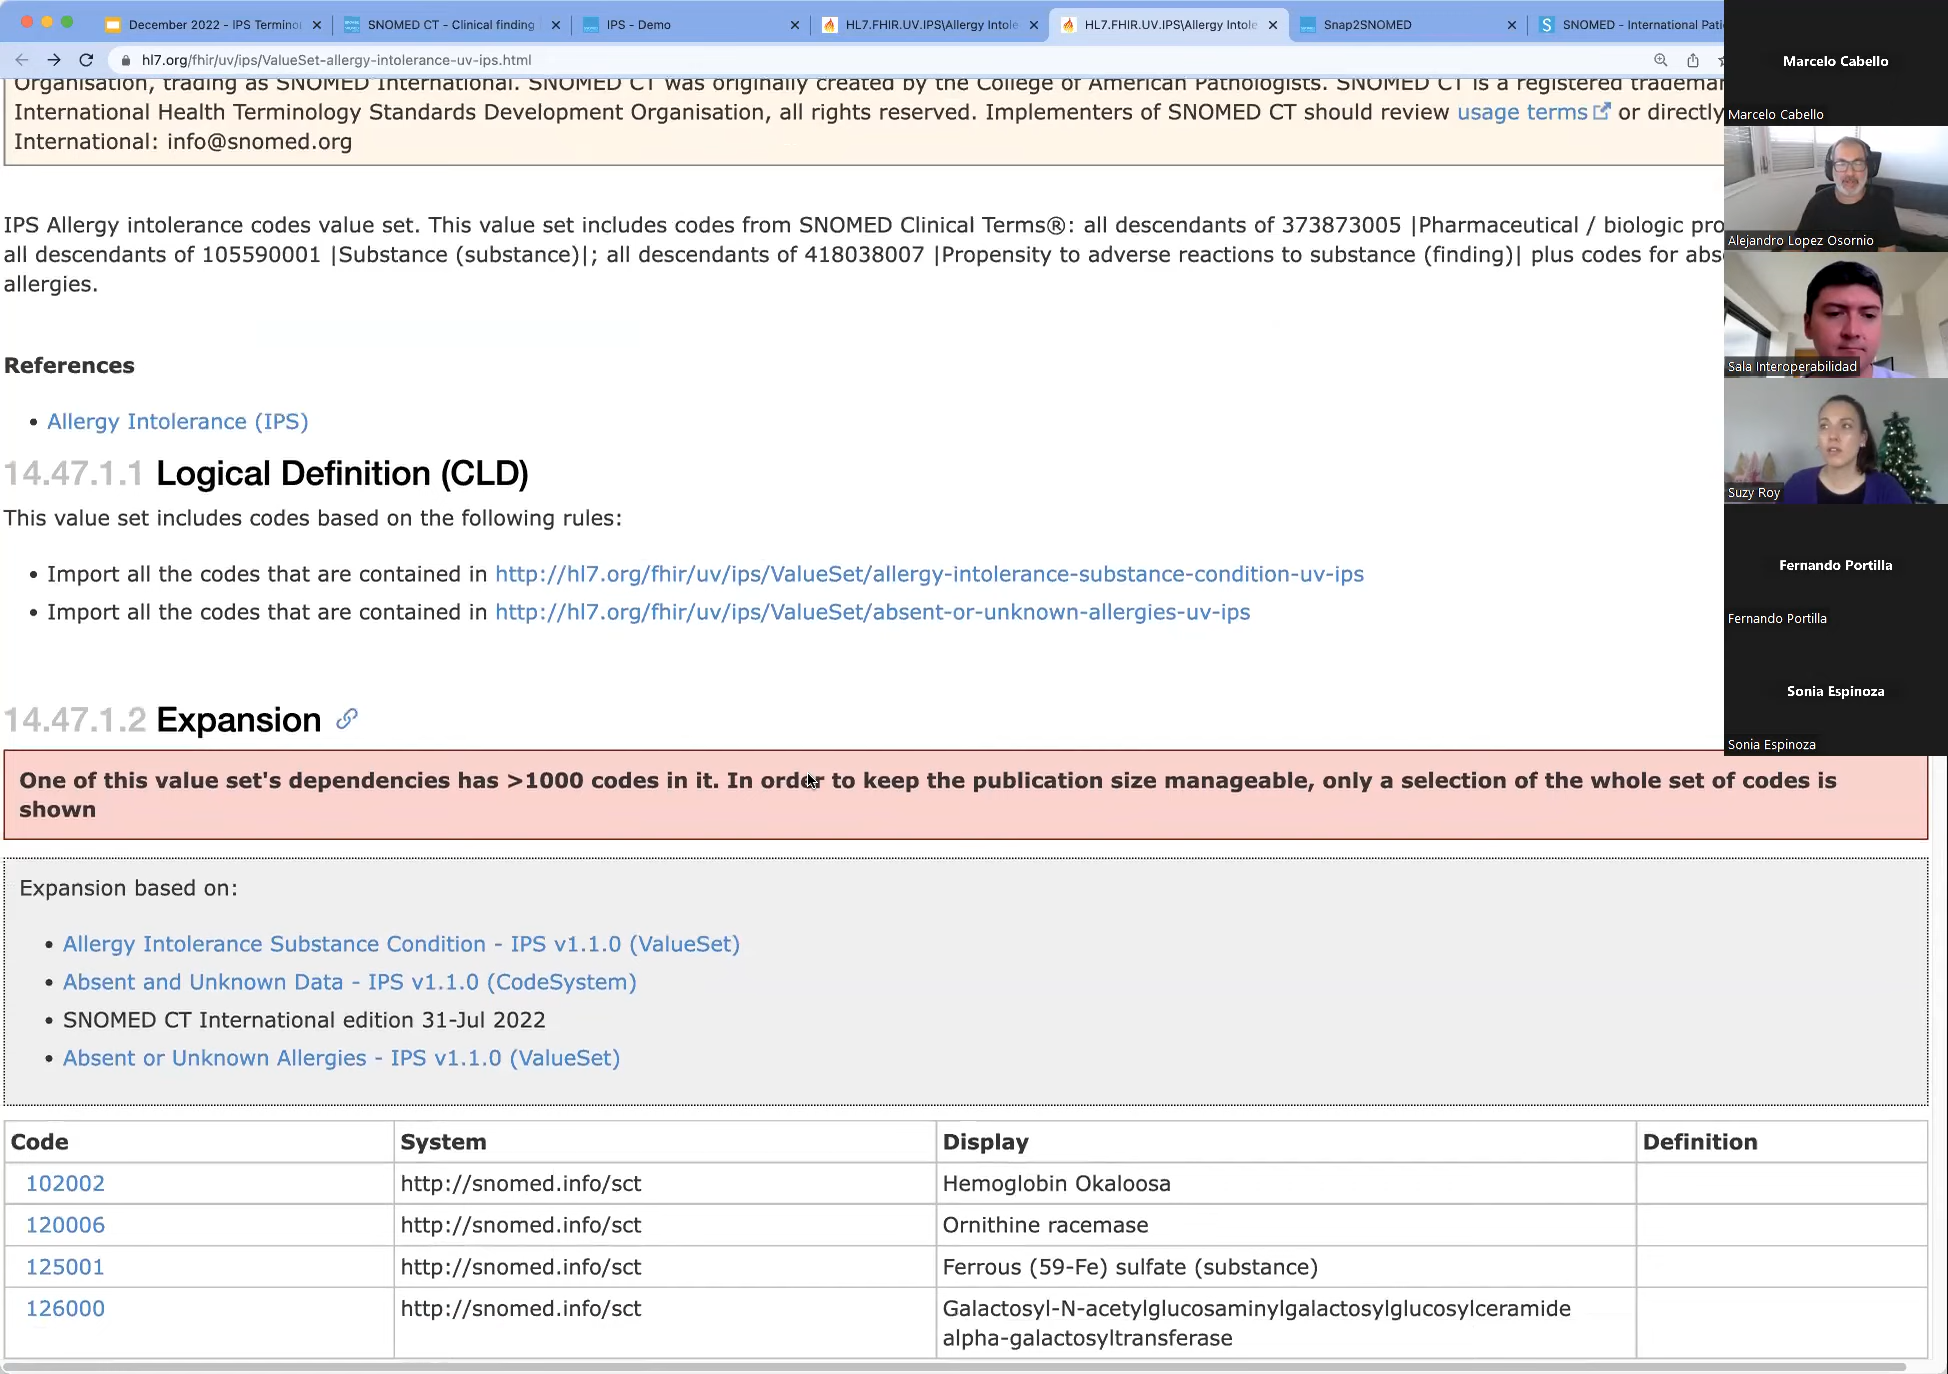 December 2022 - IPS Termino
SNOMED CT - Clinical finding
IPS - Demo
HL7.FHIR.UV.IPS\Allergy Intole
HL7.FHIR.UV.IPS\Allergy Intole
Snap2SNOMED
SNOMED - International Pati
hl7.org/fhir/uv/ips/ValueSet-allergy-intolerance-uv-ips.html
Organisation, trading as SNOMED International. SNOMED CT was originally created by the College of American Pathologists. SNOMED CT is a registered trademar
International Health Terminology Standards Development Organisation, all rights reserved. Implementers of SNOMED CT should review usage terms or directly
International: info@snomed.org
IPS Allergy intolerance codes value set. This value set includes codes from SNOMED Clinical Terms®: all descendants of 373873005 |Pharmaceutical / biologic pro
all descendants of 105590001 |Substance (substance)|; all descendants of 418038007 |Propensity to adverse reactions to substance (finding)| plus codes for abs
allergies.
References
• Allergy Intolerance (IPS)
14.47.1.1 Logical Definition (CLD)
This value set includes codes based on the following rules:
• Import all the codes that are contained in http://hl7.org/fhir/uv/ips/ValueSet/allergy-intolerance-substance-condition-uv-ips
• Import all the codes that are contained in http://hl7.org/fhir/uv/ips/ValueSet/absent-or-unknown-allergies-uv-ips
14.47.1.2 Expansion
One of this value set's dependencies has >1000 codes in it. In order to keep the publication size manageable, only a selection of the whole set of codes is
shown
Expansion based on:
• Allergy Intolerance Substance Condition - IPS v1.1.0 (ValueSet)
• Absent and Unknown Data - IPS v1.1.0 (CodeSystem)
• SNOMED CT International edition 31-Jul 2022
• Absent or Unknown Allergies - IPS v1.1.0 (ValueSet)
Code System Display Definition
102002 http://snomed.info/sct Hemoglobin Okaloosa
120006 http://snomed.info/sct Ornithine racemase
125001 http://snomed.info/sct Ferrous (59-Fe) sulfate (substance)
126000 http://snomed.info/sct Galactosyl-N-acetylglucosaminylgalactosylglucosylceramide
alpha-galactosyltransferase
Marcelo Cabello
Marcelo Cabello
Alejandro Lopez Osornio
Sala Interoperabilidad
Suzy Roy
Fernando Portilla
Fernando Portilla
Sonia Espinoza
Sonia Espinoza